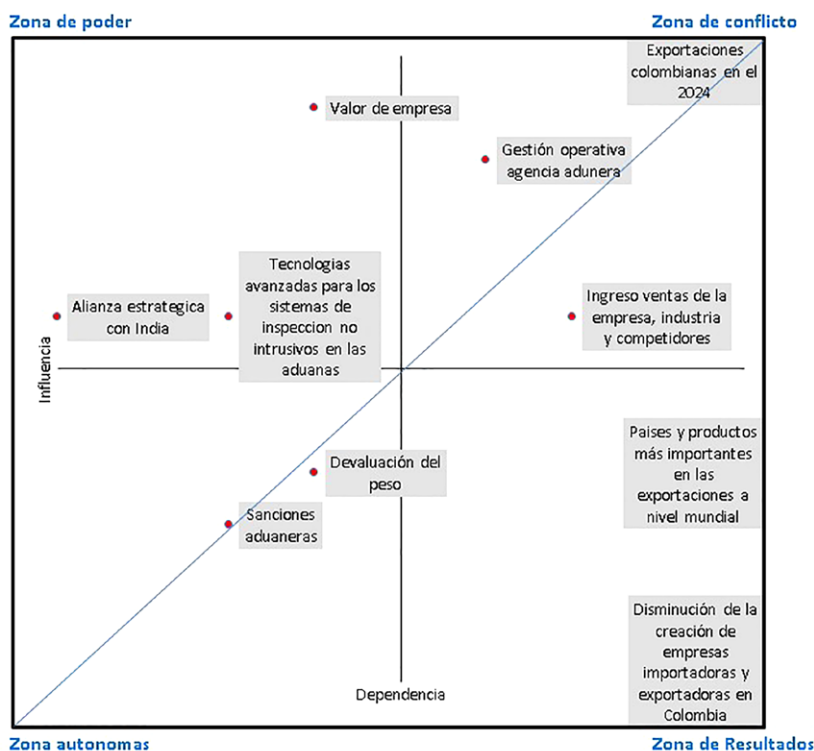 Zona de poder
Zona de conflicto
Exportaciones
colombianas en el
2024
Valor de empresa
Gestión operativa
agencia adunera
Tecnologias
avanzadas para los
sistemas de
inspeccion no
intrusivos en las
aduanas
Alianza estrategica
con India
Ingreso ventas de la
empresa, industria
y competidores
Influencia
Devaluación del
peso
Sanciones
aduaneras
Paises y productos
más importantes
en las
exportaciones a
nivel mundial
Disminución de la
creación de
empresas
importadoras y
exportadoras en
Colombia
Dependencia
Zona autonomas
Zona de Resultados